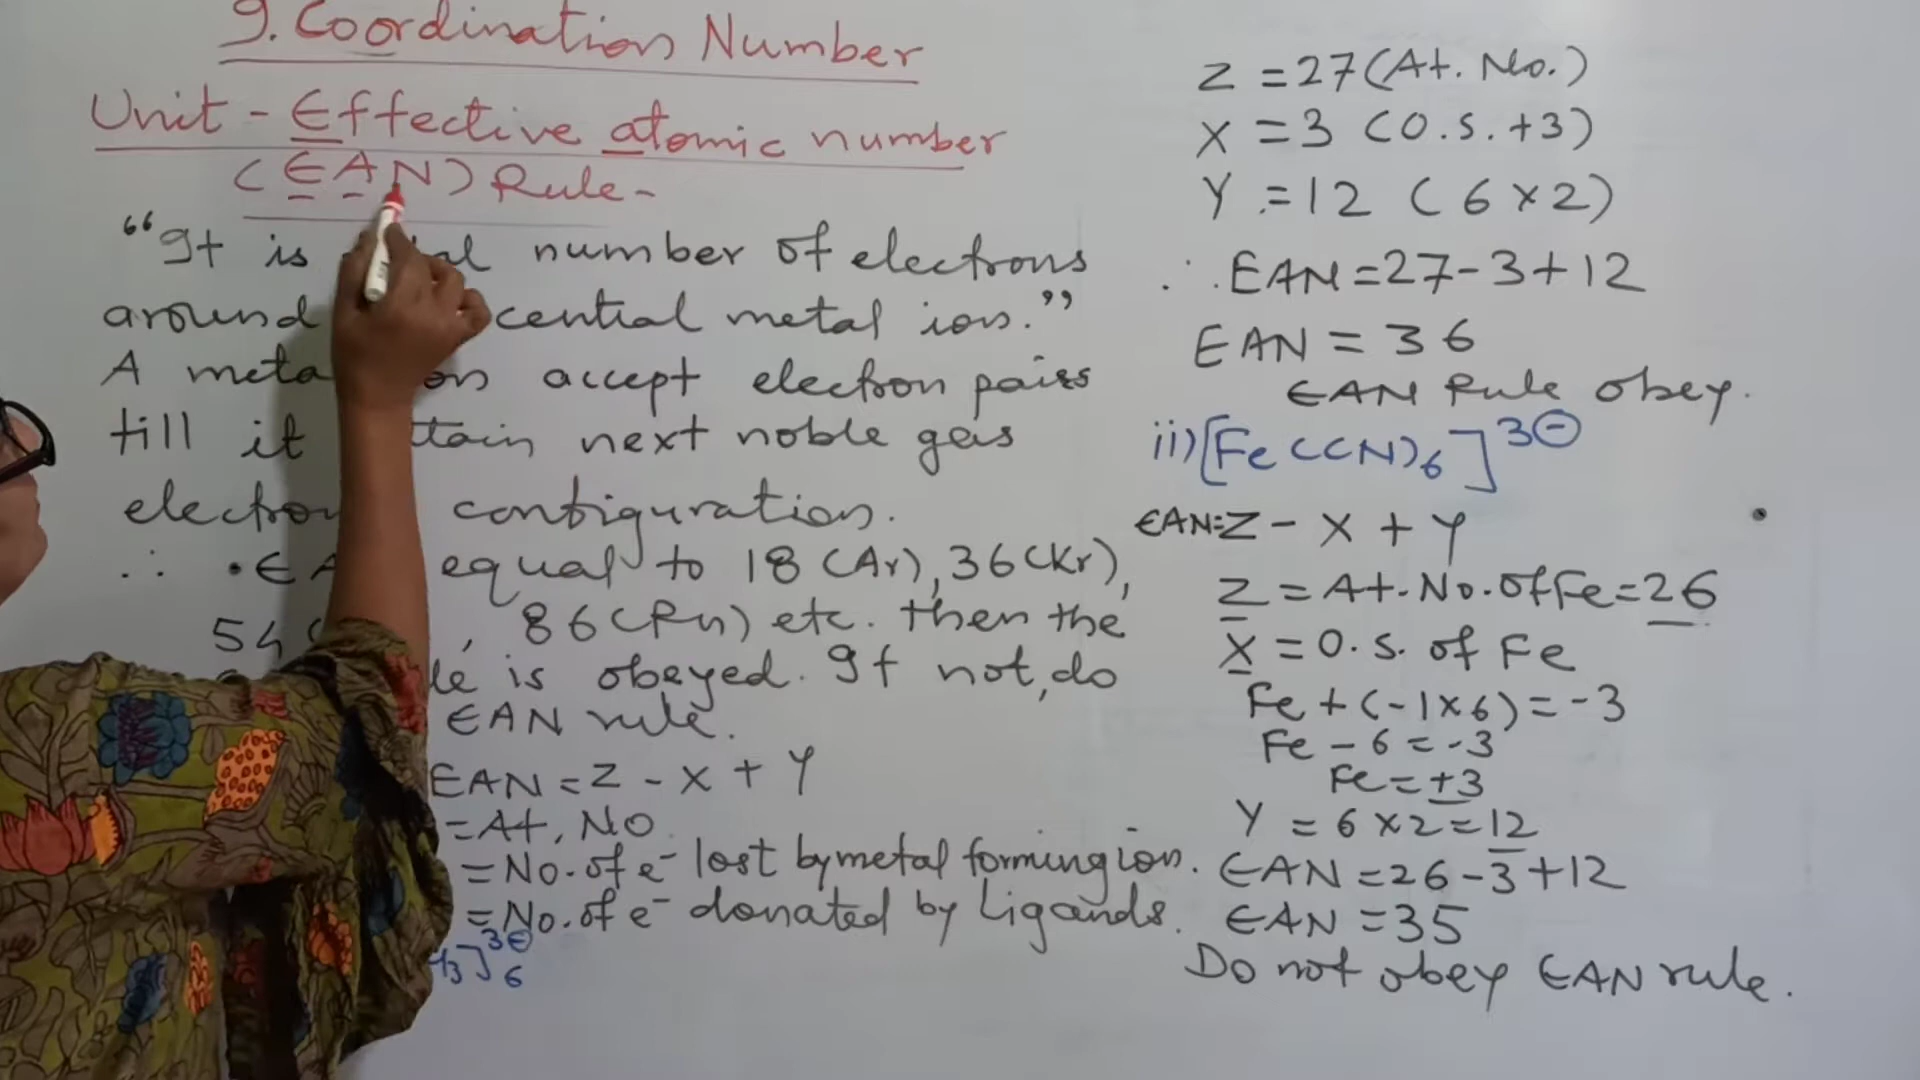 9. Coordination Number
Unit - Effective atomic number
(EAN) Rule -
"It is number of electrons
around central metal ion."
A accept electron pairs
till it next noble gas
configuration.
∴ equal to 18 (Ar), 36 (Kr),
54 , 86 (Rn) etc. then the
is obeyed. If not, do
EAN rule.
EAN = Z - X + Y
= At. No.
= No. of e⁻ lost by metal forming ion.
= No. of e⁻ donated by Ligands.
]3⊖
6
Z = 27 (At. No.)
X = 3 (O.S. +3)
Y = 12 (6 × 2)
∴ EAN = 27 - 3 + 12
EAN = 36
EAN Rule obey.
ii) [Fe(CN)6]3⊖
EAN = Z - X + Y
Z = At. No. of Fe = 26
X = O.S. of Fe
Fe + (-1 × 6) = -3
Fe - 6 = -3
Fe = +3
Y = 6 × 2 = 12
EAN = 26 - 3 + 12
EAN = 35
Do not obey EAN rule.